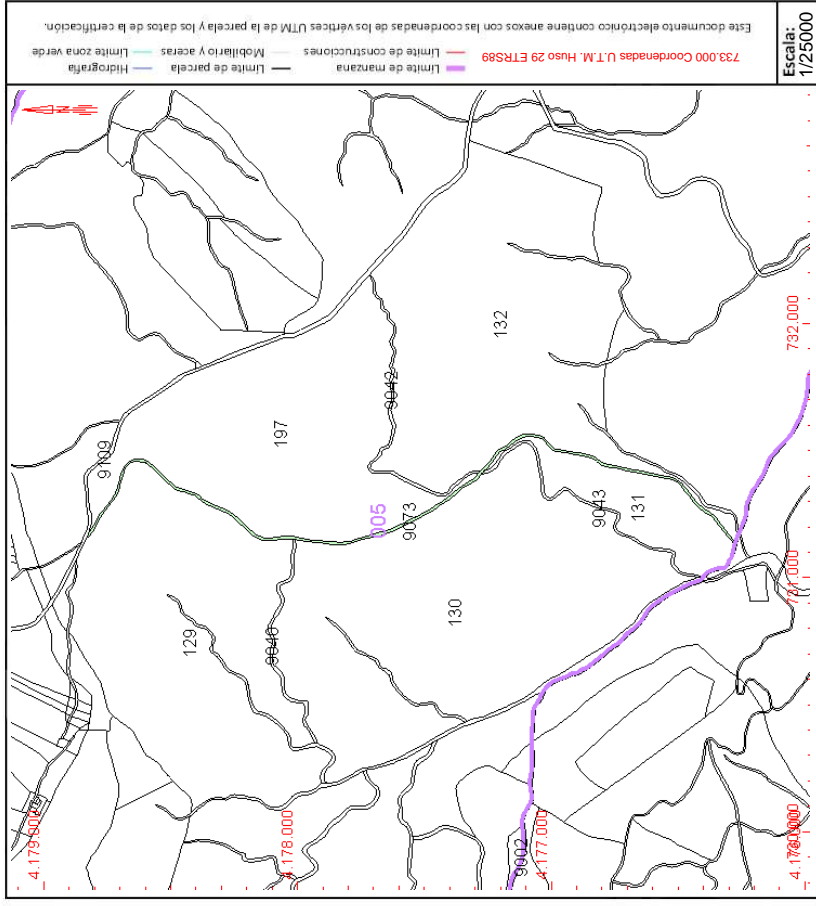 Este documento electrónico contiene anexos con las coordenadas de los vértices UTM de la parcela y los datos de la certificación.
733.000 Coordenadas U.T.M. Huso 29 ETRS89
Límite de manzana
Límite de parcela
Hidrografía
Límite de construcciones
Mobiliario y aceras
Límite zona verde
Escala:
1/25000
9109
197
9042
132
005
9073
129
9040
130
9043
131
9002
4.179.000
4.178.000
4.177.000
732.000
731.000